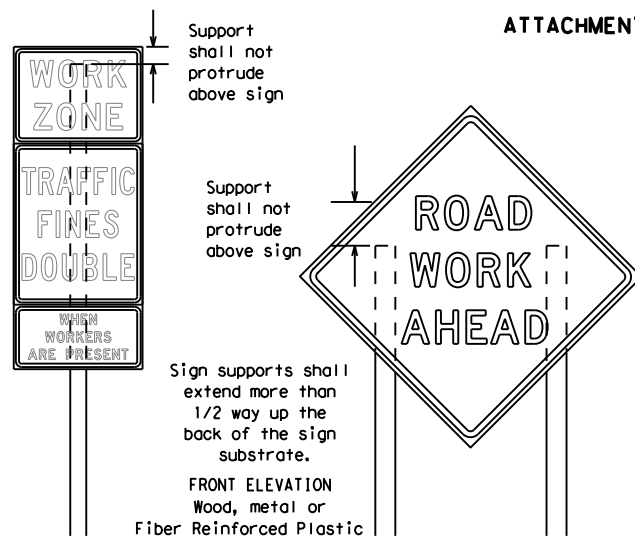 ATTACHMENT
Support
shall not
protrude
above sign
WORK
ZONE
TRAFFIC
FINES
DOUBLE
WHEN
WORKERS
ARE PRESENT
Support
shall not
protrude
above sign
ROAD
WORK
AHEAD
Sign supports shall
extend more than
1/2 way up the
back of the sign
substrate.
FRONT ELEVATION
Wood, metal or
Fiber Reinforced Plastic